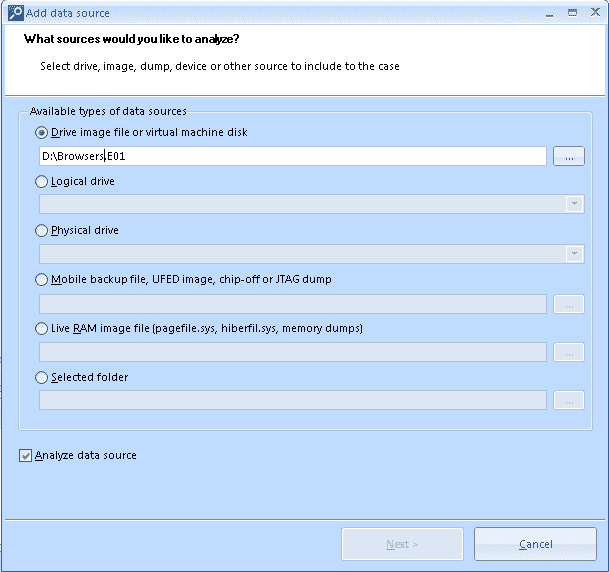 Add data source
What sources would you like to analyze?
Select drive, image, dump, device or other source to include to the case
Available types of data sources
Drive image file or virtual machine disk
D:\Browsers.E01
...
Logical drive
Physical drive
Mobile backup file, UFED image, chip-off or JTAG dump
...
Live RAM image file (pagefile.sys, hiberfil.sys, memory dumps)
...
Selected folder
...
Analyze data source
Next >
Cancel